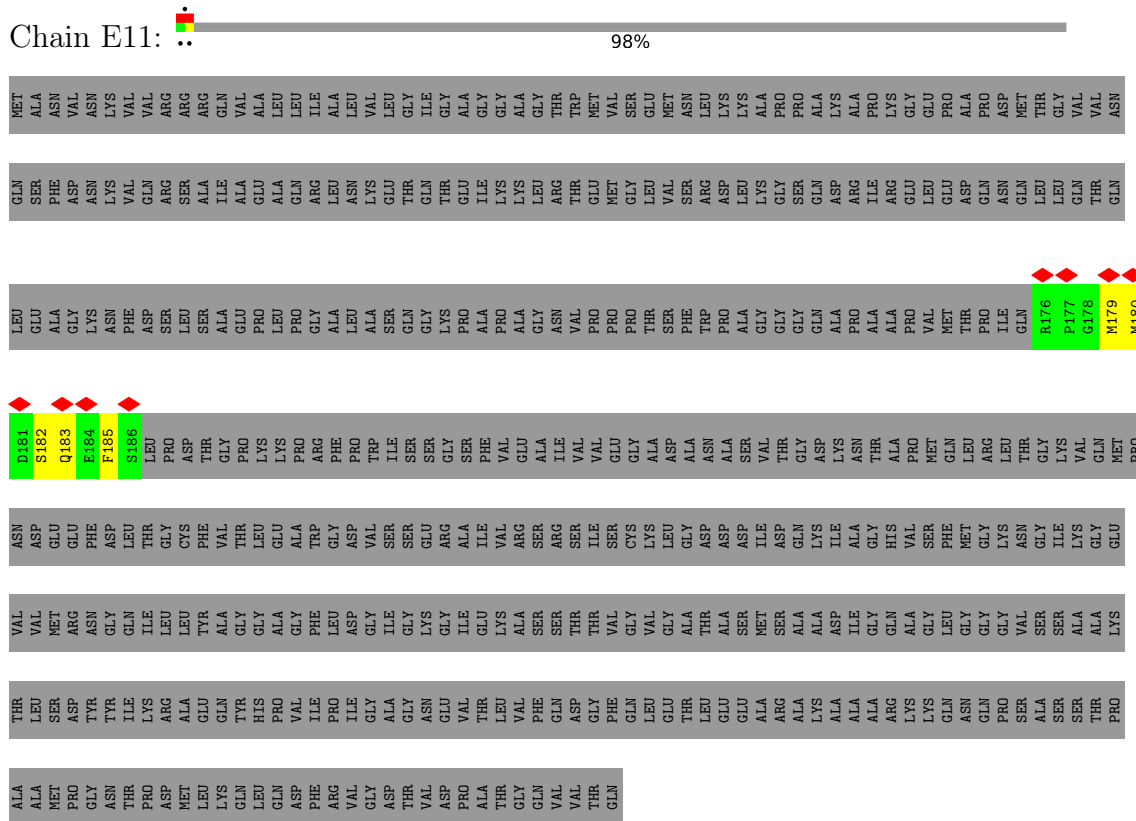 Chain E11:
98%
MET ALA ASN VAL ASN LYS VAL VAL ARG ARG ARG GLN VAL ALA LEU LEU ILE ALA LEU VAL LEU GLY ILE GLY ALA GLY GLY ALA GLY THR TRP MET VAL SER GLU MET ASN LEU LYS LYS ALA PRO PRO ALA LYS ALA PRO LYS GLY GLU PRO ALA PRO ASP MET THR GLY VAL VAL ASN
GLN SER PHE ASP ASN LYS VAL GLN ARG SER ALA ILE ALA GLU ALA GLN ARG LEU ASN LYS GLU THR GLN THR GLU ILE LYS LYS LEU ARG THR GLU MET GLY LEU VAL SER ARG ASP LEU LYS GLY SER GLN ASP ARG ILE ARG GLU LEU GLU ASP GLN ASN GLN LEU LEU GLN THR GLN
LEU GLU ALA GLY LYS ASN PHE ASP SER LEU SER ALA GLU PRO LEU PRO GLY ALA LEU ALA SER GLN GLY LYS PRO ALA PRO ALA GLY ASN VAL PRO PRO PRO THR SER PHE TRP PRO ALA GLY GLY GLY GLN ALA PRO ALA ALA PRO VAL MET THR PRO ILE GLN R176 P177 G178 M179 M180
D181 S182 Q183 E184 F185 S186 LEU PRO ASP THR GLY PRO LYS LYS PRO ARG PHE PRO TRP ILE SER SER GLY SER PHE VAL GLU ALA ILE VAL VAL GLU GLY ALA ASP ALA ASN ALA SER VAL THR GLY ASP LYS ASN THR ALA PRO MET GLN LEU ARG LEU THR GLY LYS VAL GLN MET PRO
ASN ASP GLU GLU PHE ASP LEU THR GLY CYS PHE VAL THR LEU GLU ALA TRP GLY ASP VAL SER SER GLU ARG ALA ILE VAL ARG SER ARG SER ILE SER CYS LYS LEU GLY ASP ASP ASP ILE ASP GLN LYS ILE ALA GLY HIS VAL SER PHE MET GLY LYS ASN GLY ILE LYS GLY GLU
VAL VAL MET ARG ASN GLY GLN ILE LEU LEU TYR ALA GLY GLY ALA GLY PHE LEU ASP GLY ILE GLY LYS GLY ILE GLU LYS ALA SER SER THR THR VAL GLY VAL GLY ALA THR ALA SER MET SER ALA ALA ASP ILE GLY GLN ALA GLY LEU GLY GLY GLY VAL SER SER ALA ALA LYS
THR LEU SER ASP TYR TYR ILE LYS ARG ALA GLU GLN TYR HIS PRO VAL ILE PRO ILE GLY ALA GLY ASN GLU VAL THR LEU VAL PHE GLN ASP GLY PHE GLN LEU GLU THR LEU GLU GLU ALA ARG ALA LYS ALA ALA ALA ARG LYS LYS GLN ASN GLN PRO SER ALA SER SER THR PRO
ALA ALA MET PRO GLY ASN THR PRO ASP MET LEU LYS GLN LEU GLN ASP PHE ARG VAL GLY ASP THR VAL ASP PRO ALA THR GLY GLN VAL VAL THR GLN